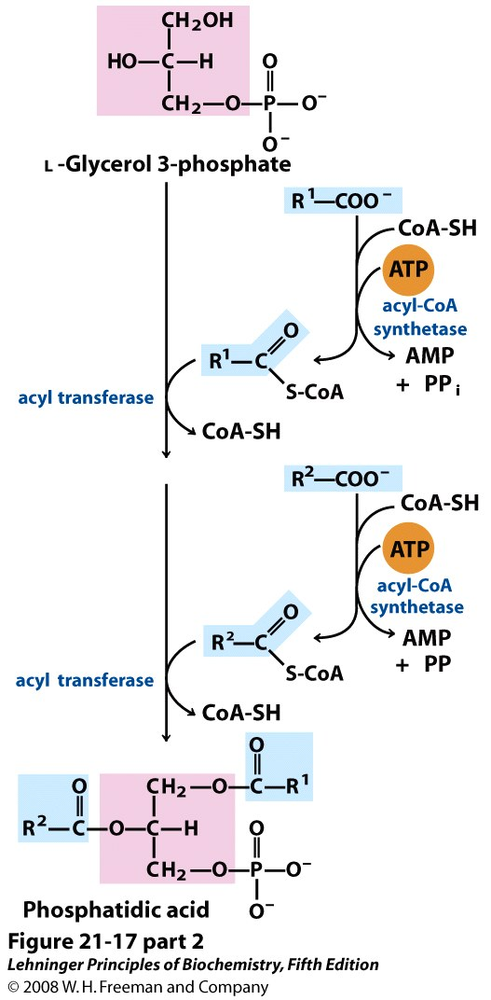 CH₂OH
HO—C—H
O
CH₂—O—P—O⁻
O⁻
L-Glycerol 3-phosphate
R¹—COO⁻
CoA-SH
ATP
acyl-CoA
synthetase
AMP
+ PPi
O
R¹—C
S-CoA
acyl transferase
CoA-SH
R²—COO⁻
CoA-SH
ATP
acyl-CoA
synthetase
AMP
+ PP
O
R²—C
S-CoA
acyl transferase
CoA-SH
O
CH₂—O—C—R¹
O
R²—C—O—C—H
O
CH₂—O—P—O⁻
O⁻
Phosphatidic acid
Figure 21-17 part 2
Lehninger Principles of Biochemistry, Fifth Edition
© 2008 W. H. Freeman and Company